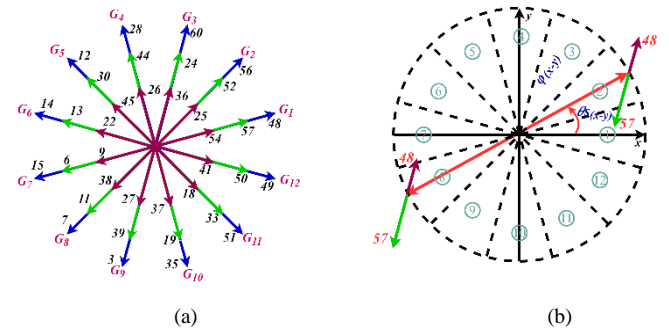 G4 28 60 G3
G5 12 44 24 G2
56
30 52
14 45 26 36 25
G6 13 G1
22 54 57 48
15 6 9 41 G12
G7 50 49
11 38 18
7 27 37 33
G8 39 19 51 G11
3 35
G9 G10
(a)
y
48
④
⑤ ③
φ(x-y)
⑥ ②
θS(x-y)
57
⑦ ① x
48
⑧ ⑫
⑨ ⑪
57
(b)